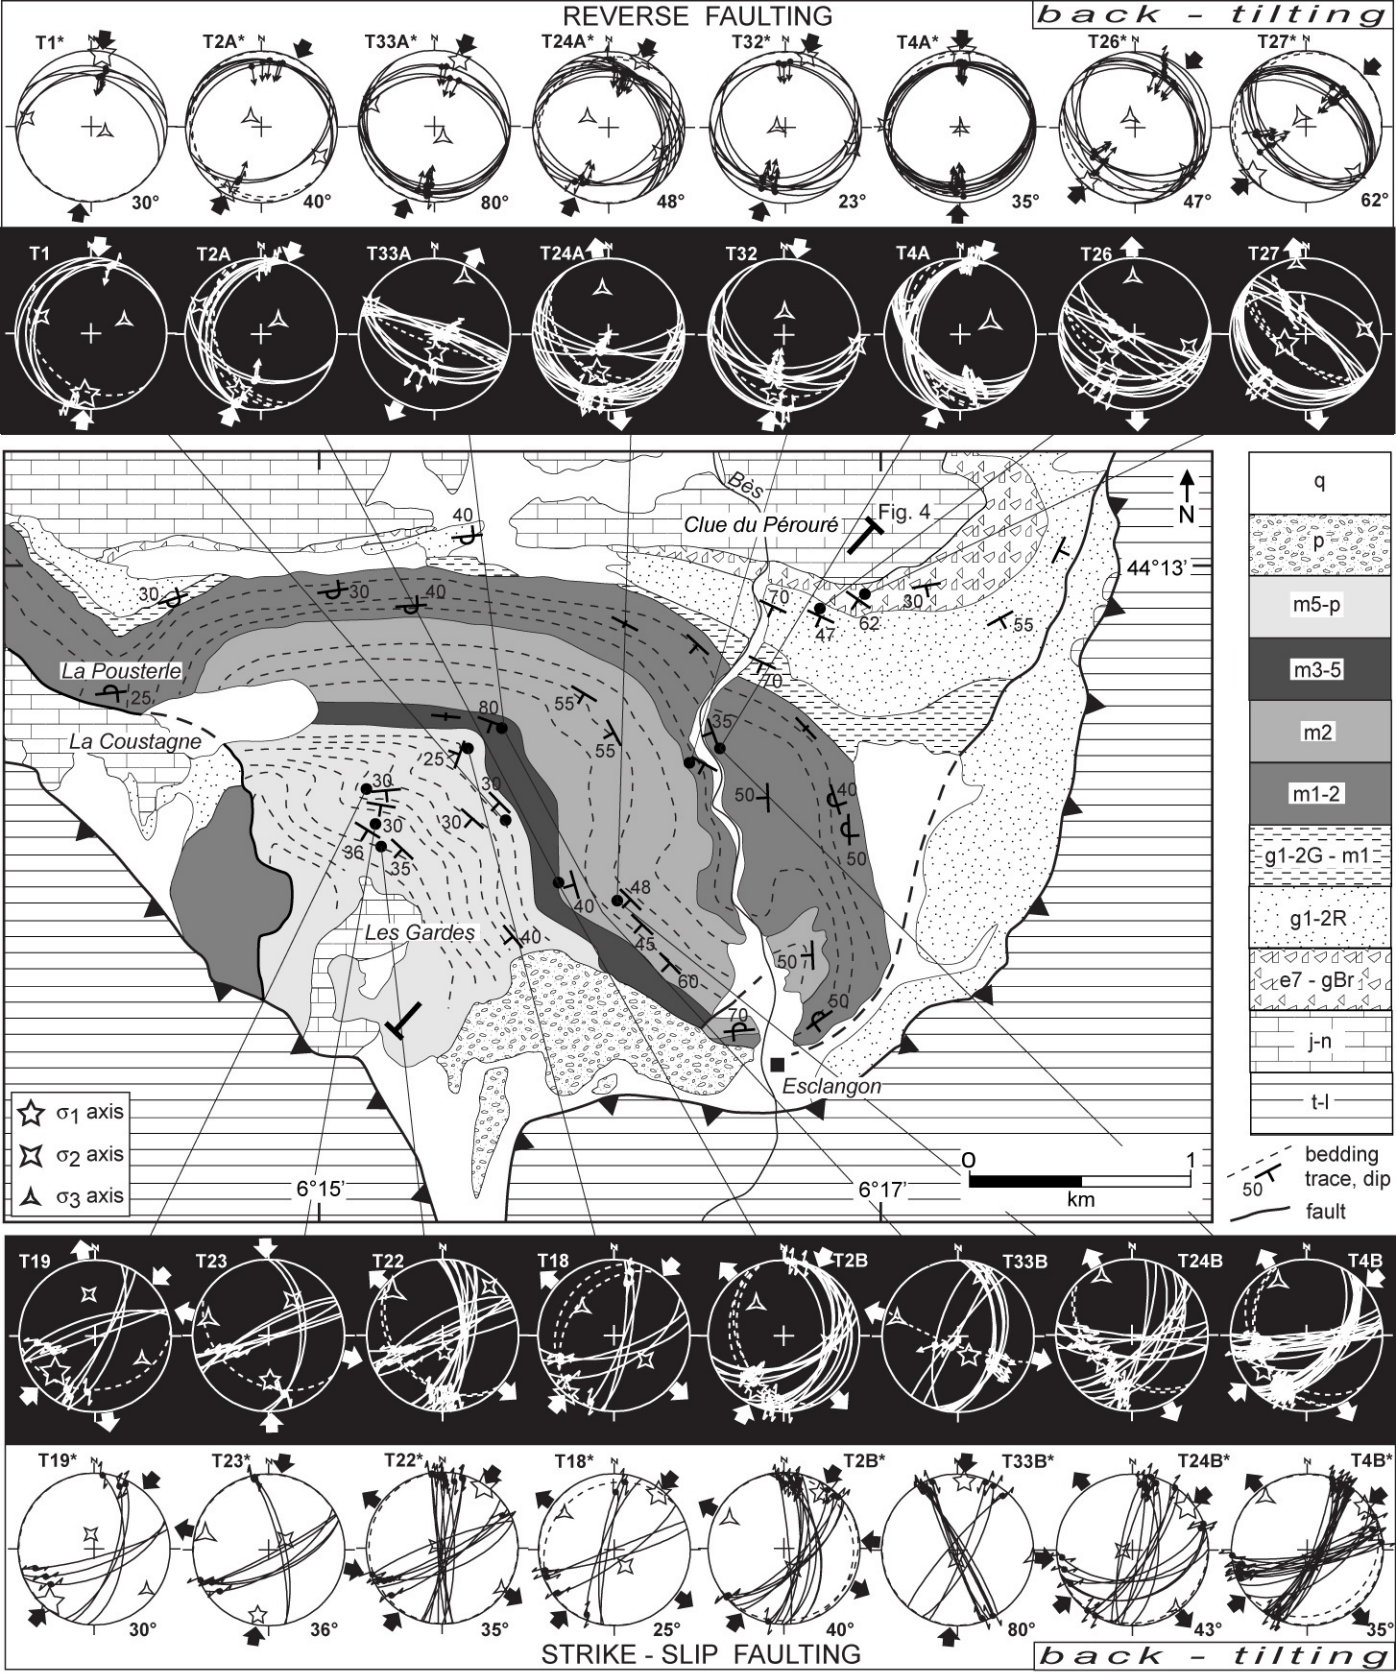 REVERSE FAULTING
back - tilting
T1* N T2A* N T33A* N T24A* N T32* N T4A* N T26* N T27* N
30° 40° 80° 48° 23° 35° 47° 62°
T1 N T2A N T33A N T24A N T32 N T4A N T26 N T27 N
Bès
Clue du Pérouré
Fig. 4
N
44°13'
40
30
30
40
70
47
62
30
55
La Pousterle
25
70
La Coustagne
80
55
55
35
25
30
50
40
30
30
30
36
35
50
48
40
45
Les Gardes
40
60
50
50
70
Esclangon
σ1 axis
σ2 axis
σ3 axis
6°15'
6°17'
0 1
km
q
p
m5-p
m3-5
m2
m1-2
g1-2G - m1
g1-2R
e7 - gBr
j-n
t-l
bedding
trace, dip
50
fault
T19 N T23 N T22 N T18 N T2B N T33B N T24B N T4B N
T19* N T23* N T22* N T18* N T2B* N T33B* N T24B* N T4B* N
30° 36° 35° 25° 40° 80° 43° 35°
STRIKE - SLIP FAULTING
back - tilting